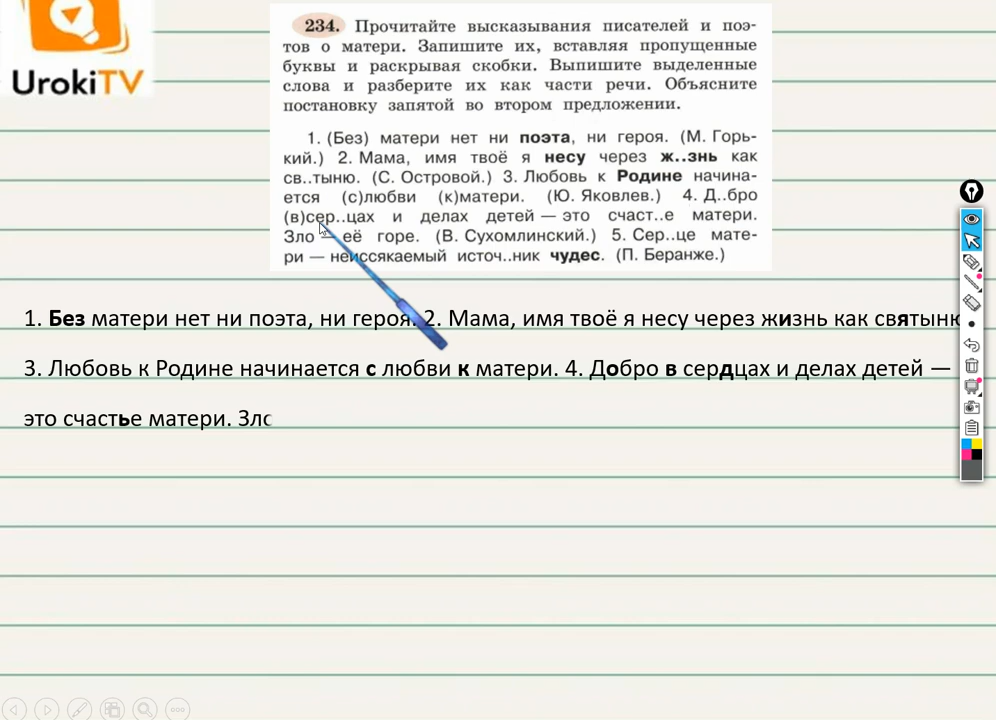 UrokiTV
234. Прочитайте высказывания писателей и поэ-
тов о матери. Запишите их, вставляя пропущенные
буквы и раскрывая скобки. Выпишите выделенные
слова и разберите их как части речи. Объясните
постановку запятой во втором предложении.
1. (Без) матери нет ни поэта, ни героя. (М. Горь-
кий.) 2. Мама, имя твоё я несу через ж..знь как
св..тыню. (С. Островой.) 3. Любовь к Родине начина-
ется (с)любви (к)матери. (Ю. Яковлев.) 4. Д..бро
(в)сер..цах и делах детей — это счаст..е матери.
Зло — её горе. (В. Сухомлинский.) 5. Сер..це мате-
ри — неиссякаемый источ..ник чудес. (П. Беранже.)
1. Без матери нет ни поэта, ни героя. 2. Мама, имя твоё я несу через жизнь как святыню
3. Любовь к Родине начинается с любви к матери. 4. Добро в сердцах и делах детей —
это счастье матери. Зло